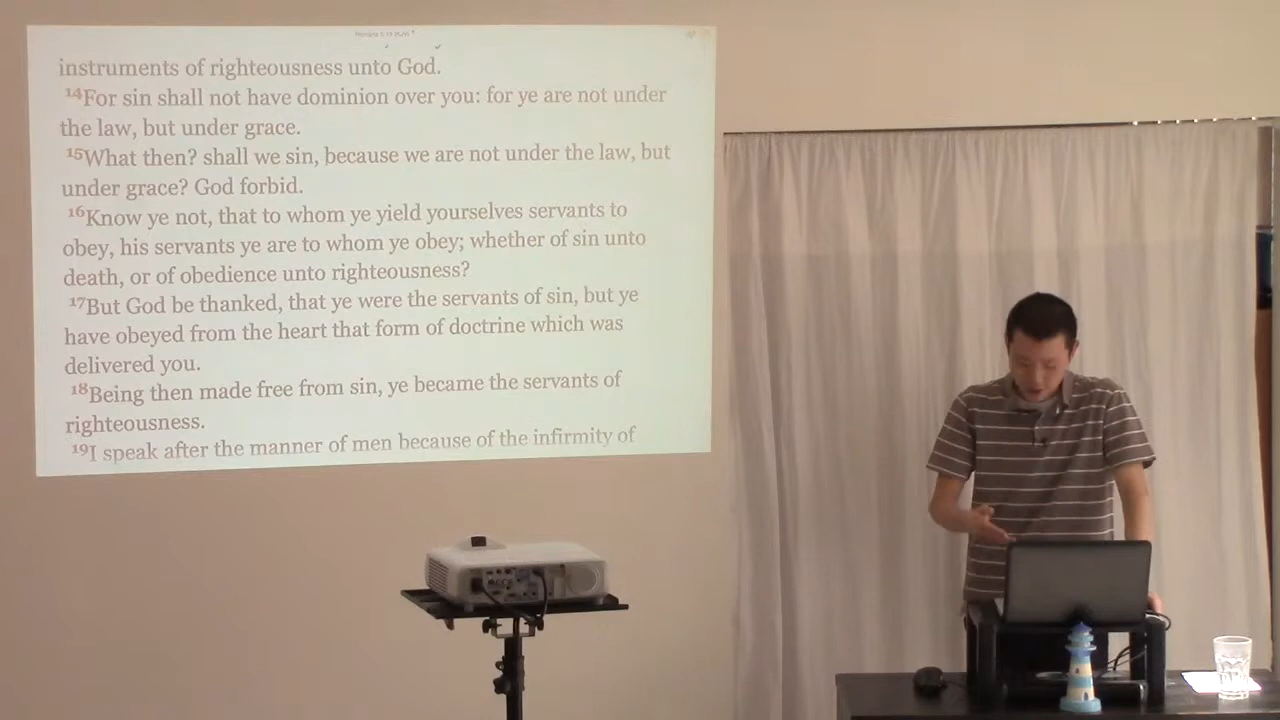 instruments of righteousness unto God.
14For sin shall not have dominion over you: for ye are not under
the law, but under grace.
15What then? shall we sin, because we are not under the law, but
under grace? God forbid.
16Know ye not, that to whom ye yield yourselves servants to
obey, his servants ye are to whom ye obey; whether of sin unto
death, or of obedience unto righteousness?
17But God be thanked, that ye were the servants of sin, but ye
have obeyed from the heart that form of doctrine which was
delivered you.
18Being then made free from sin, ye became the servants of
righteousness.
19I speak after the manner of men because of the infirmity of